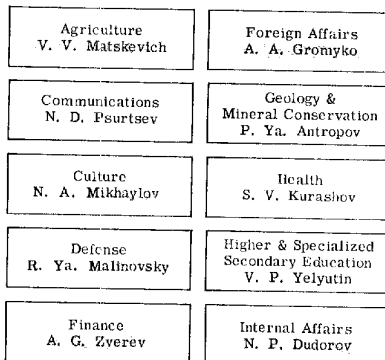 Agriculture
V. V. Matskevich
Communications
N. D. Psurtsev
Culture
N. A. Mikhaylov
Defense
R. Ya. Malinovsky
Finance
A. G. Zverev
Foreign Affairs
A. A. Gromyko
Geology &
Mineral Conservation
P. Ya. Antropov
Health
S. V. Kurashov
Higher & Specialized
Secondary Education
V. P. Yelyutin
Internal Affairs
N. P. Dudorov